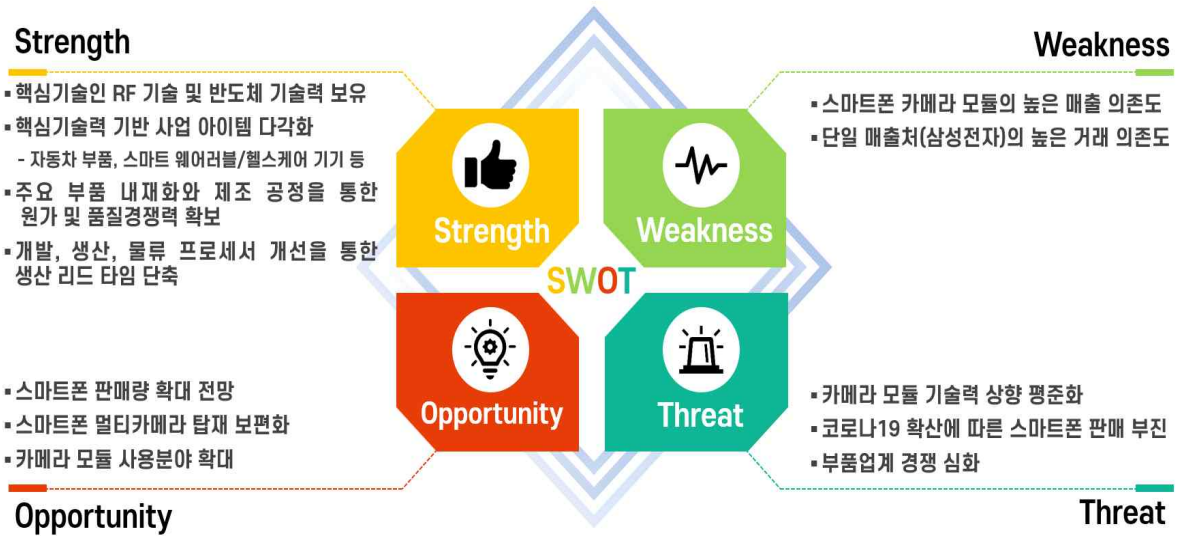 Strength
▪ 핵심기술인 RF 기술 및 반도체 기술력 보유
▪ 핵심기술력 기반 사업 아이템 다각화
- 자동차 부품, 스마트 웨어러블/헬스케어 기기 등
▪ 주요 부품 내재화와 제조 공정을 통한
원가 및 품질경쟁력 확보
▪ 개발, 생산, 물류 프로세서 개선을 통한
생산 리드 타임 단축
Weakness
▪ 스마트폰 카메라 모듈의 높은 매출 의존도
▪ 단일 매출처(삼성전자)의 높은 거래 의존도
Strength
Weakness
SWOT
Opportunity
Threat
▪ 스마트폰 판매량 확대 전망
▪ 스마트폰 멀티카메라 탑재 보편화
▪ 카메라 모듈 사용분야 확대
Opportunity
▪ 카메라 모듈 기술력 상향 평준화
▪ 코로나19 확산에 따른 스마트폰 판매 부진
▪ 부품업계 경쟁 심화
Threat